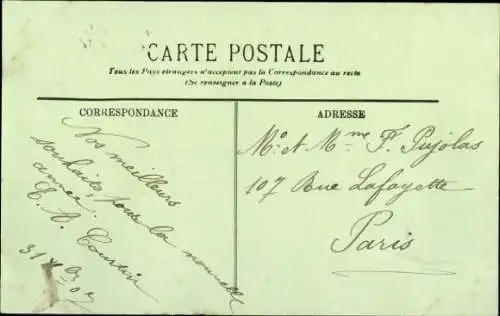 CARTE POSTALE
Tous les Pays étrangers n'acceptent pas la Correspondance au recto
(Se renseigner à la Poste)
CORRESPONDANCE
ADRESSE
Nos meilleurs
souhaits pour la nouvelle
année.
E. A.
31
Mr et Mme F. Pujolas
107 Rue Lafayette
Paris